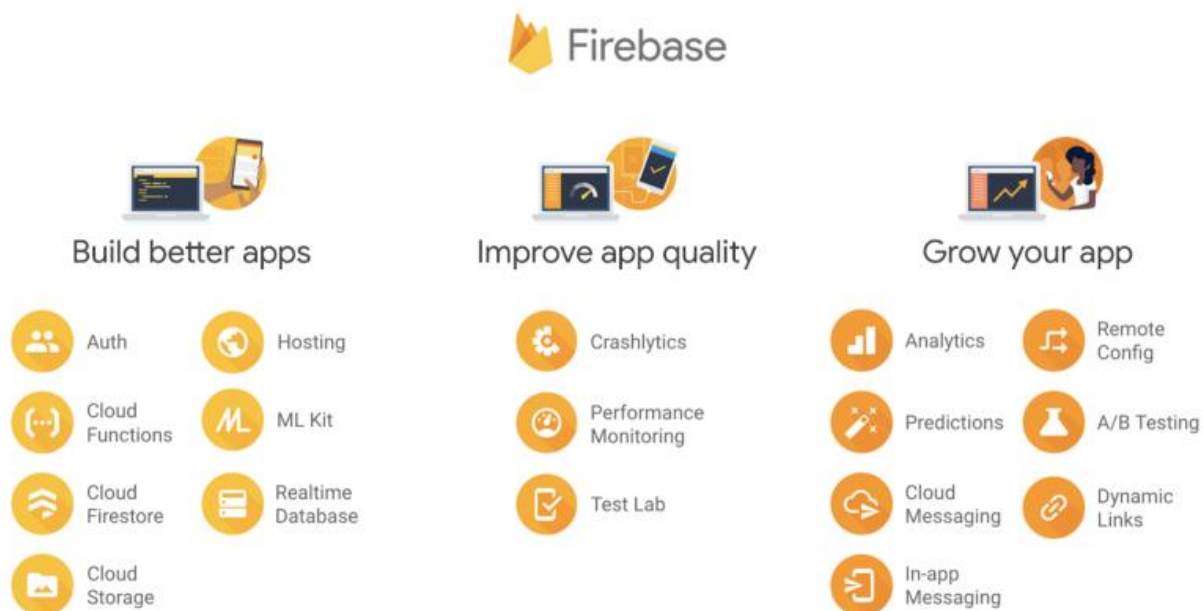 Firebase
Build better apps
Improve app quality
Grow your app
Auth
Hosting
Cloud
Functions
ML Kit
Cloud
Firestore
Realtime
Database
Cloud
Storage
Crashlytics
Performance
Monitoring
Test Lab
Analytics
Remote
Config
Predictions
A/B Testing
Cloud
Messaging
Dynamic
Links
In-app
Messaging